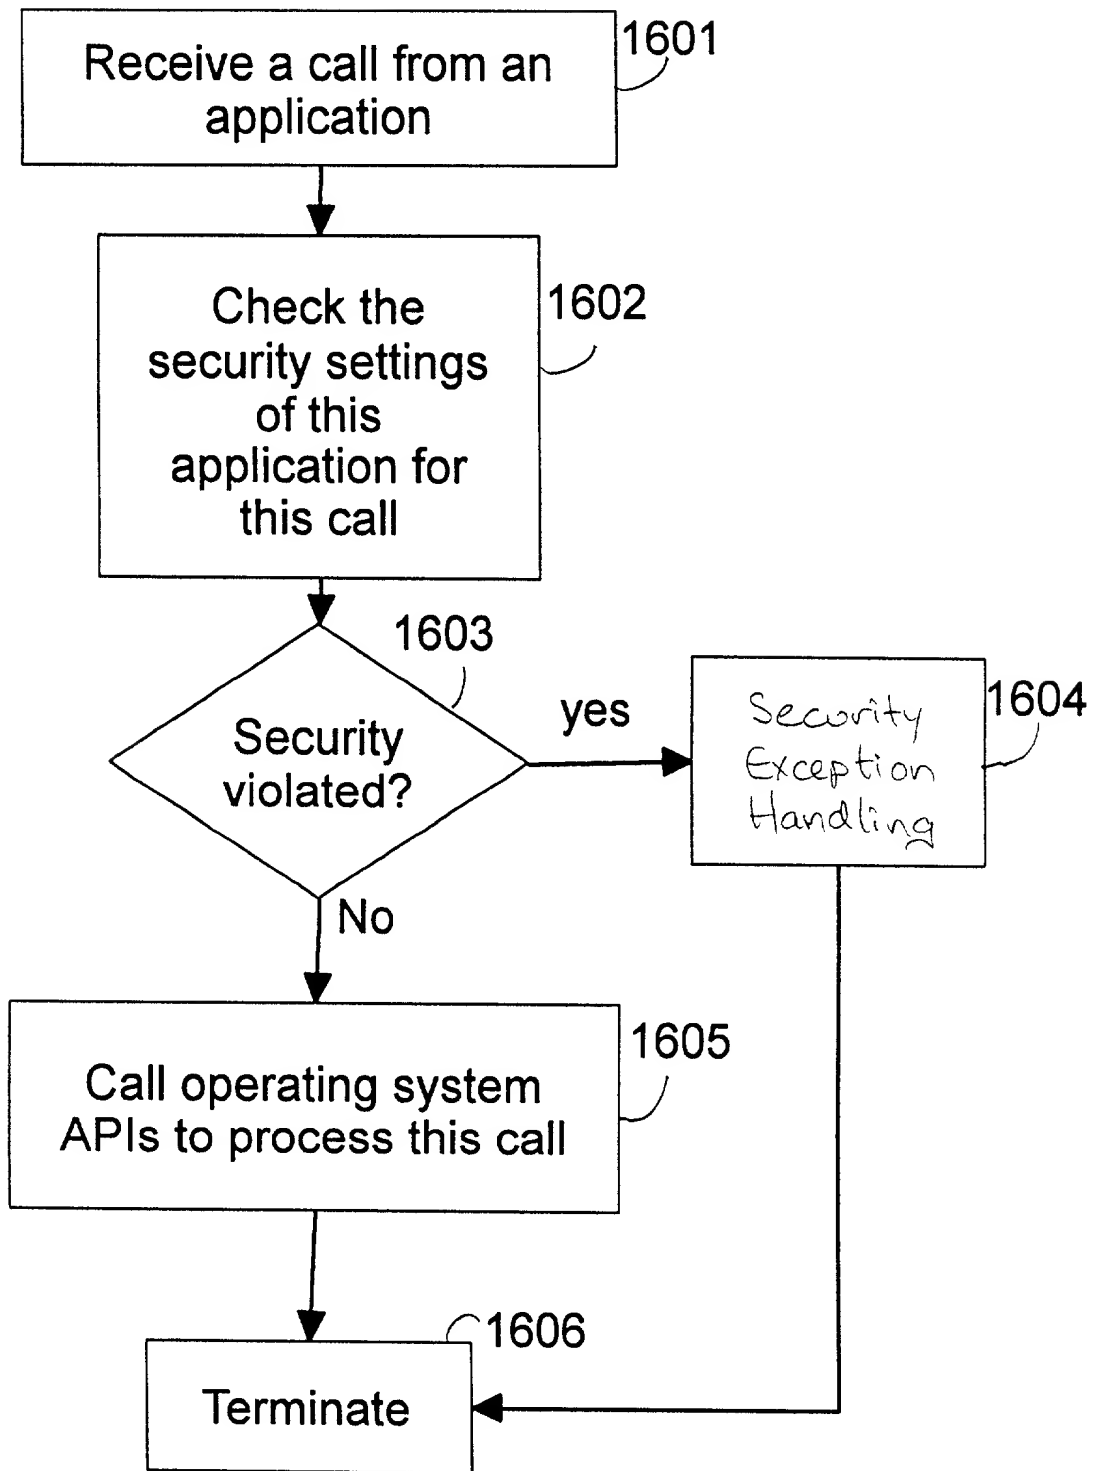 Receive a call from an
application
1601
Check the
security settings
of this
application for
this call
1602
1603
Security
violated?
yes
Security
Exception
Handling
1604
No
Call operating system
APIs to process this call
1605
1606
Terminate